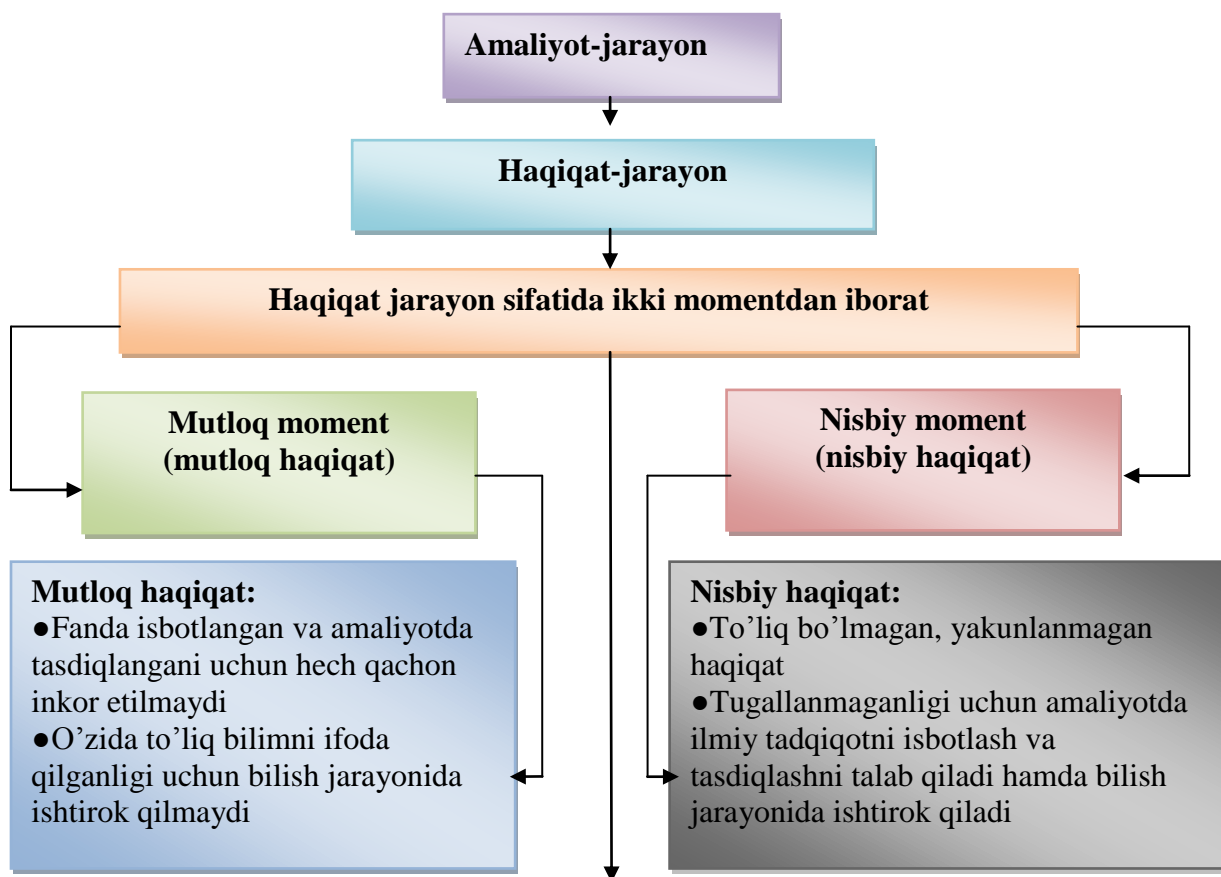 Amaliyot-jarayon
Haqiqat-jarayon
Haqiqat jarayon sifatida ikki momentdan iborat
Mutloq moment
(mutloq haqiqat)
Nisbiy moment
(nisbiy haqiqat)
Mutloq haqiqat:
●Fanda isbotlangan va amaliyotda
tasdiqlangani uchun hech qachon
inkor etilmaydi
●O’zida to’liq bilimni ifoda
qilganligi uchun bilish jarayonida
ishtirok qilmaydi
Nisbiy haqiqat:
●To’liq bo’lmagan, yakunlanmagan
haqiqat
●Tugallanmaganligi uchun amaliyotda
ilmiy tadqiqotni isbotlash va
tasdiqlashni talab qiladi hamda bilish
jarayonida ishtirok qiladi